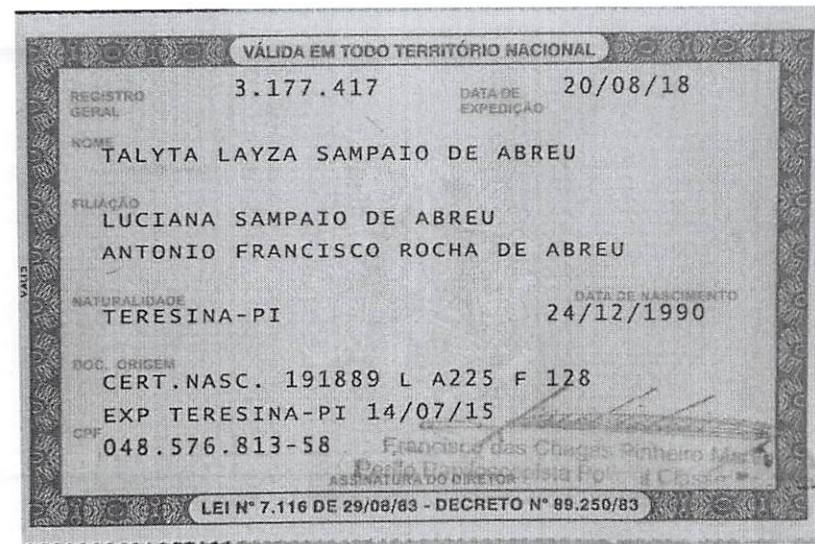 VÁLIDA EM TODO TERRITÓRIO NACIONAL
REGISTRO GERAL 3.177.417 DATA DE EXPEDIÇÃO 20/08/18
NOME
TALYTA LAYZA SAMPAIO DE ABREU
FILIAÇÃO
LUCIANA SAMPAIO DE ABREU
ANTONIO FRANCISCO ROCHA DE ABREU
NATURALIDADE DATA DE NASCIMENTO
TERESINA-PI 24/12/1990
DOC. ORIGEM
CERT.NASC. 191889 L A225 F 128
EXP TERESINA-PI 14/07/15
CPF
048.576.813-58 Francisco das Chagas Pinheiro
ASSINATURA DO DIRETOR
LEI Nº 7.116 DE 29/08/83 - DECRETO Nº 89.250/83